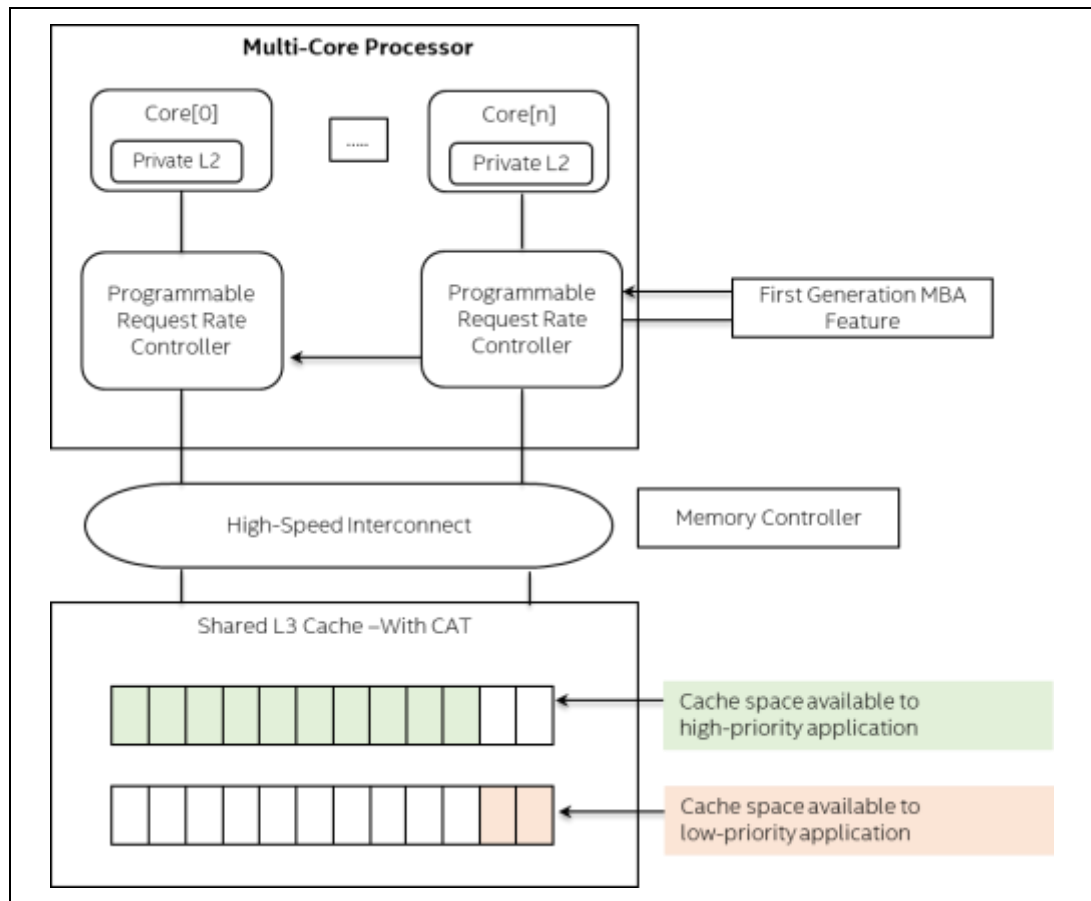 Multi-Core Processor
Core[0]
Private L2
.....
Core[n]
Private L2
Programmable
Request Rate
Controller
Programmable
Request Rate
Controller
First Generation MBA
Feature
High-Speed Interconnect
Memory Controller
Shared L3 Cache –With CAT
Cache space available to
high-priority application
Cache space available to
low-priority application